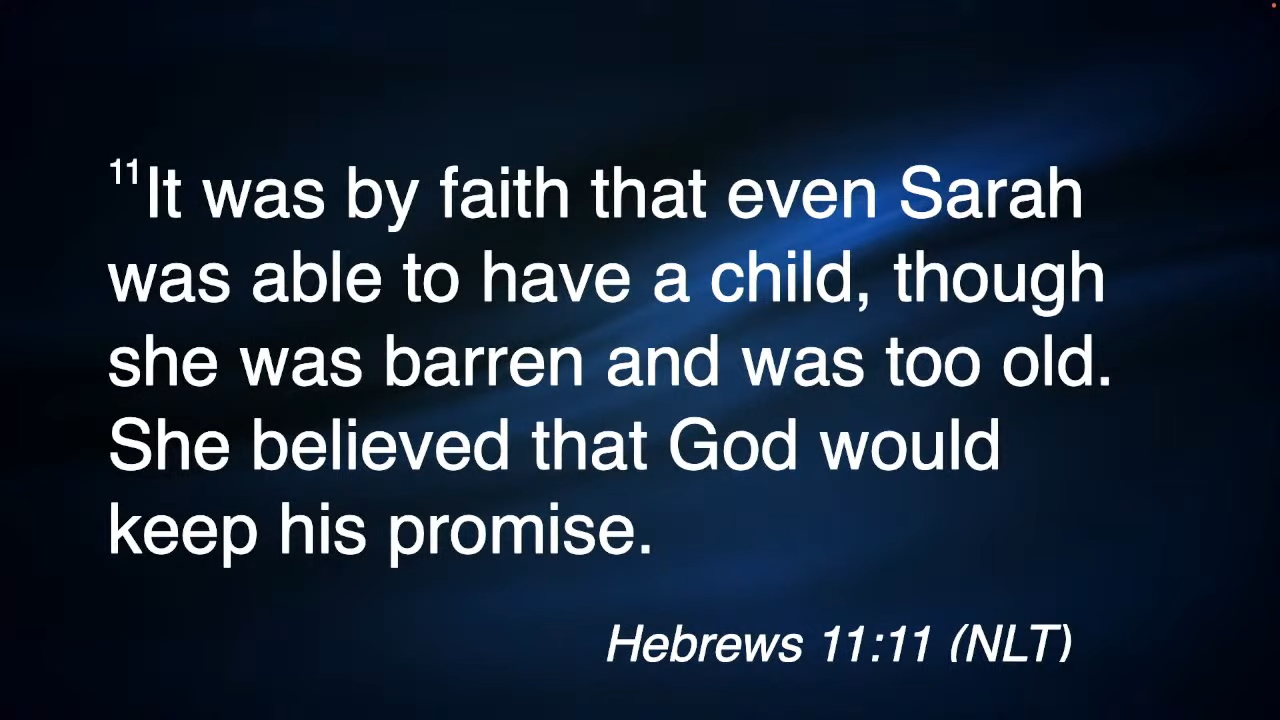 ¹¹It was by faith that even Sarah
was able to have a child, though
she was barren and was too old.
She believed that God would
keep his promise.
Hebrews 11:11 (NLT)